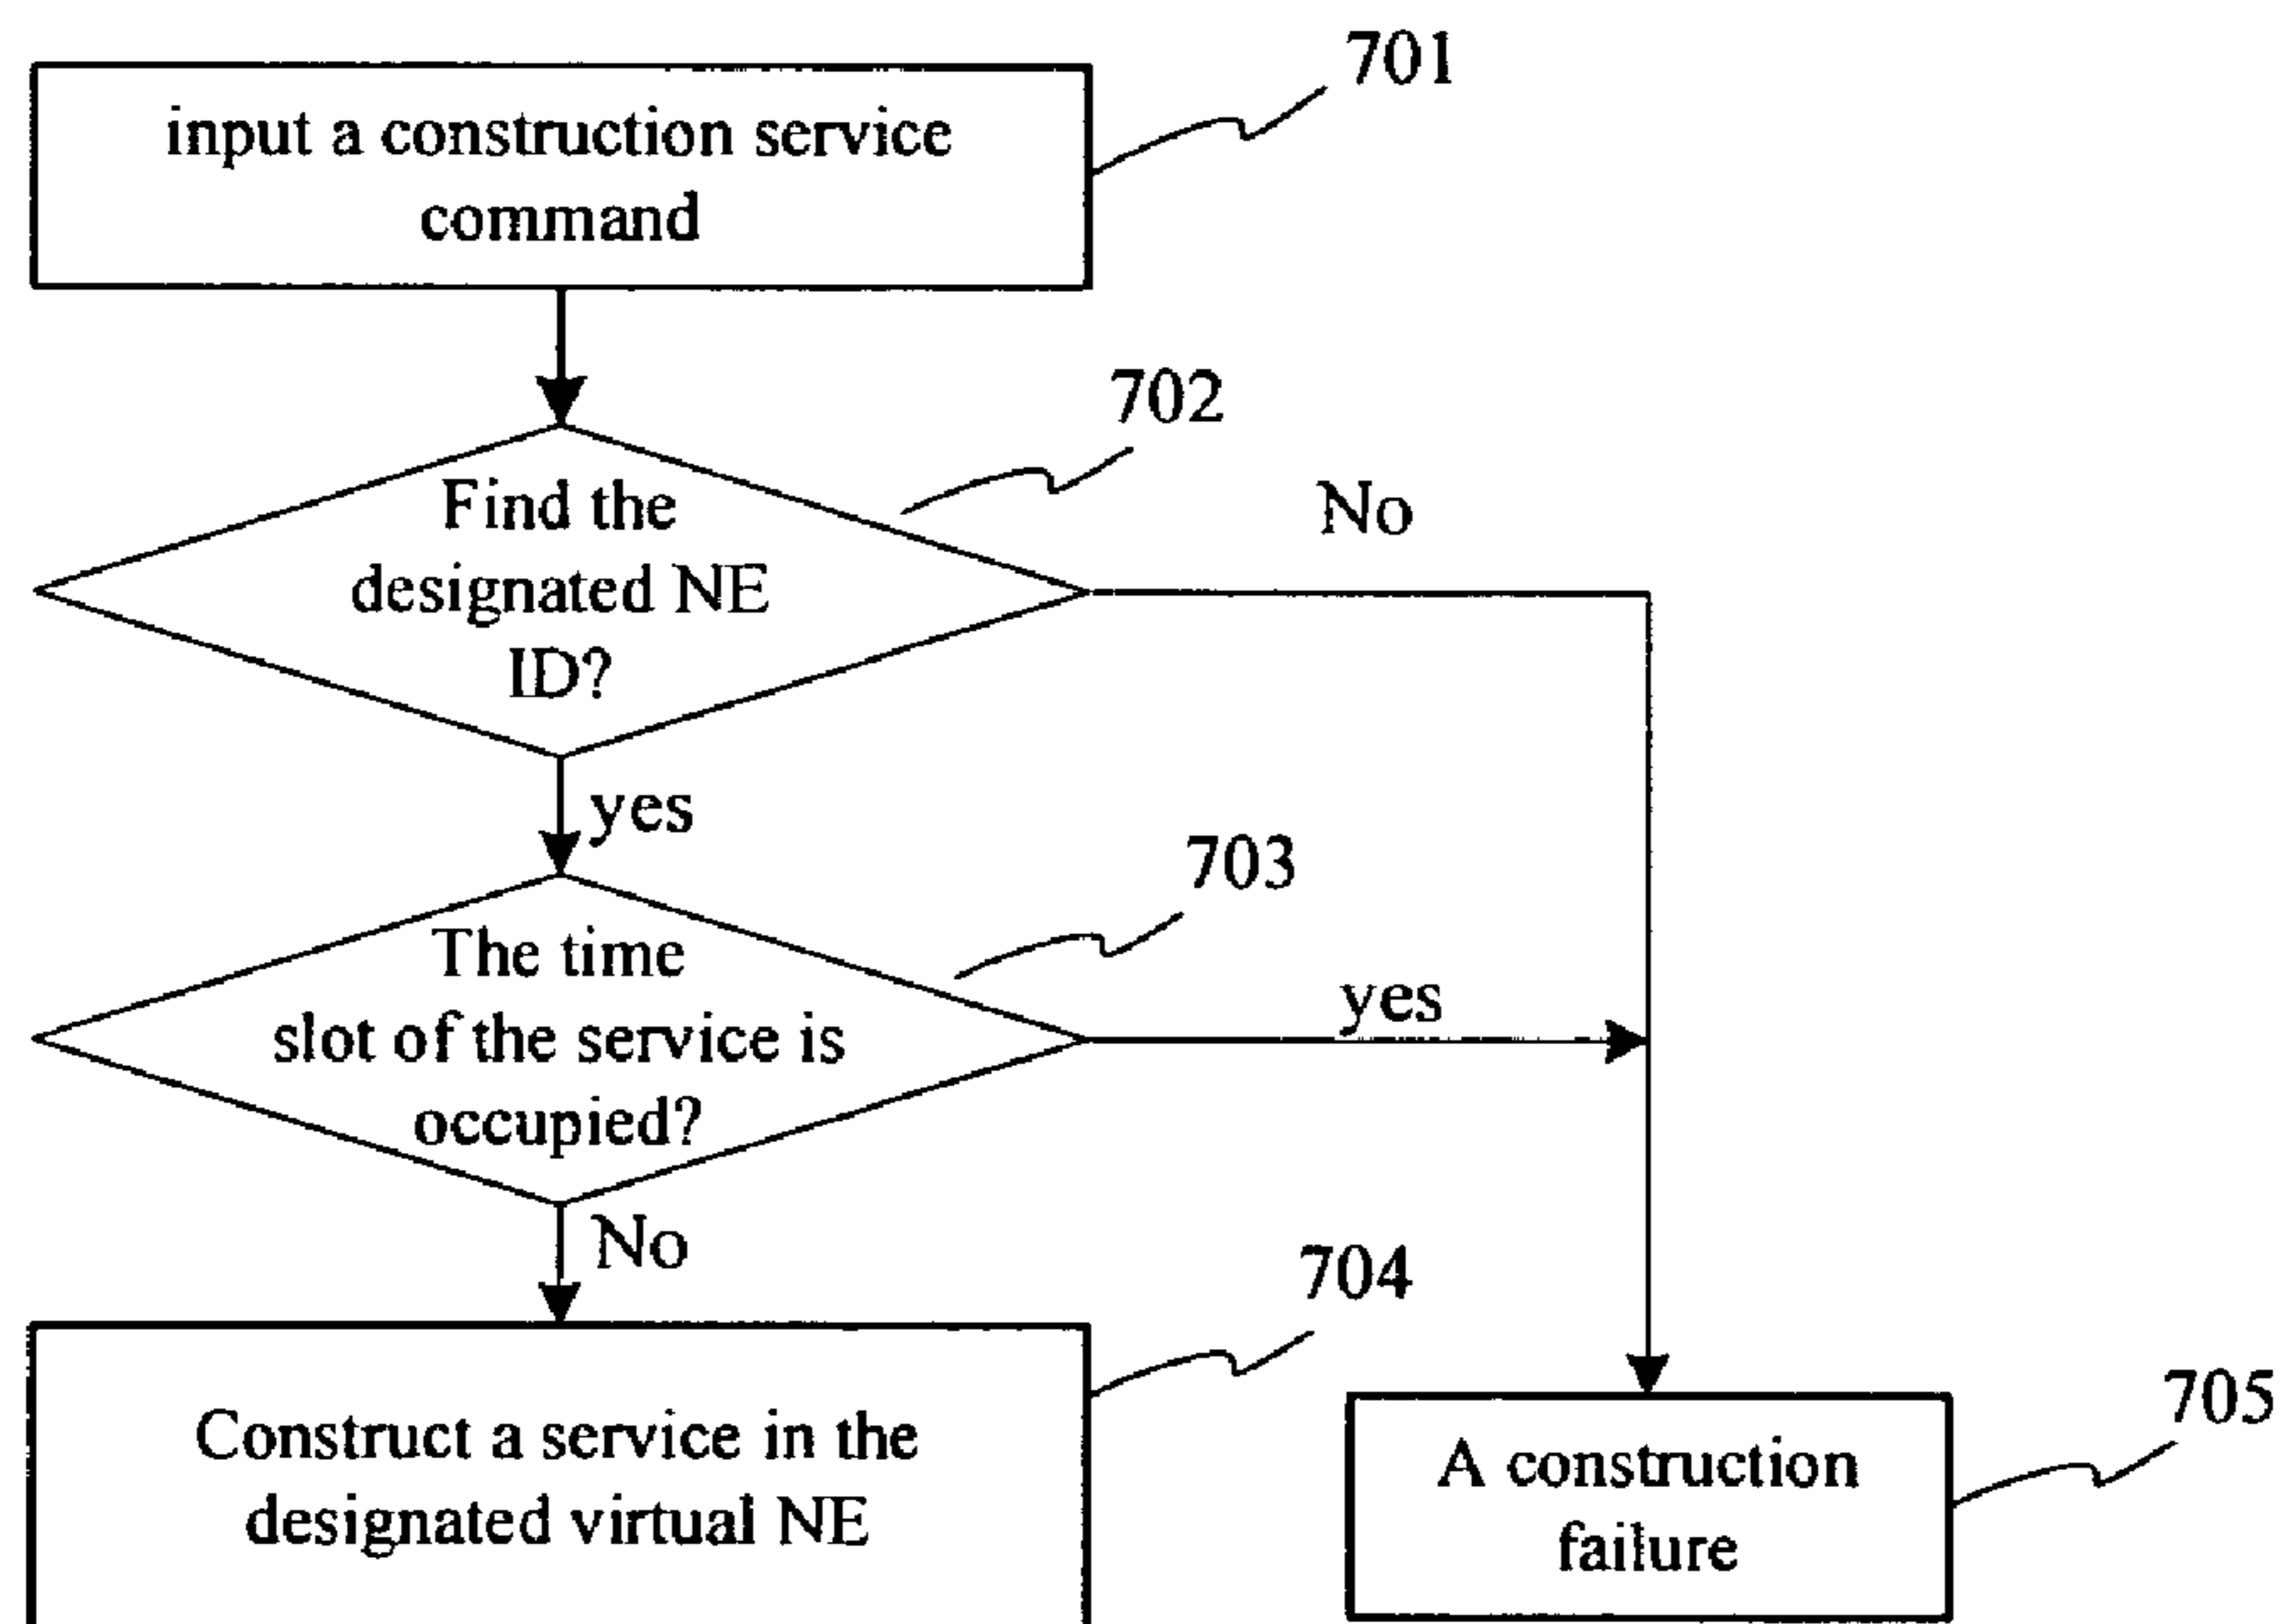 701
input a construction service
command
702
Find the
designated NE
ID?
No
yes
703
The time
slot of the service is
occupied?
yes
No
704
Construct a service in the
designated virtual NE
705
A construction
failure